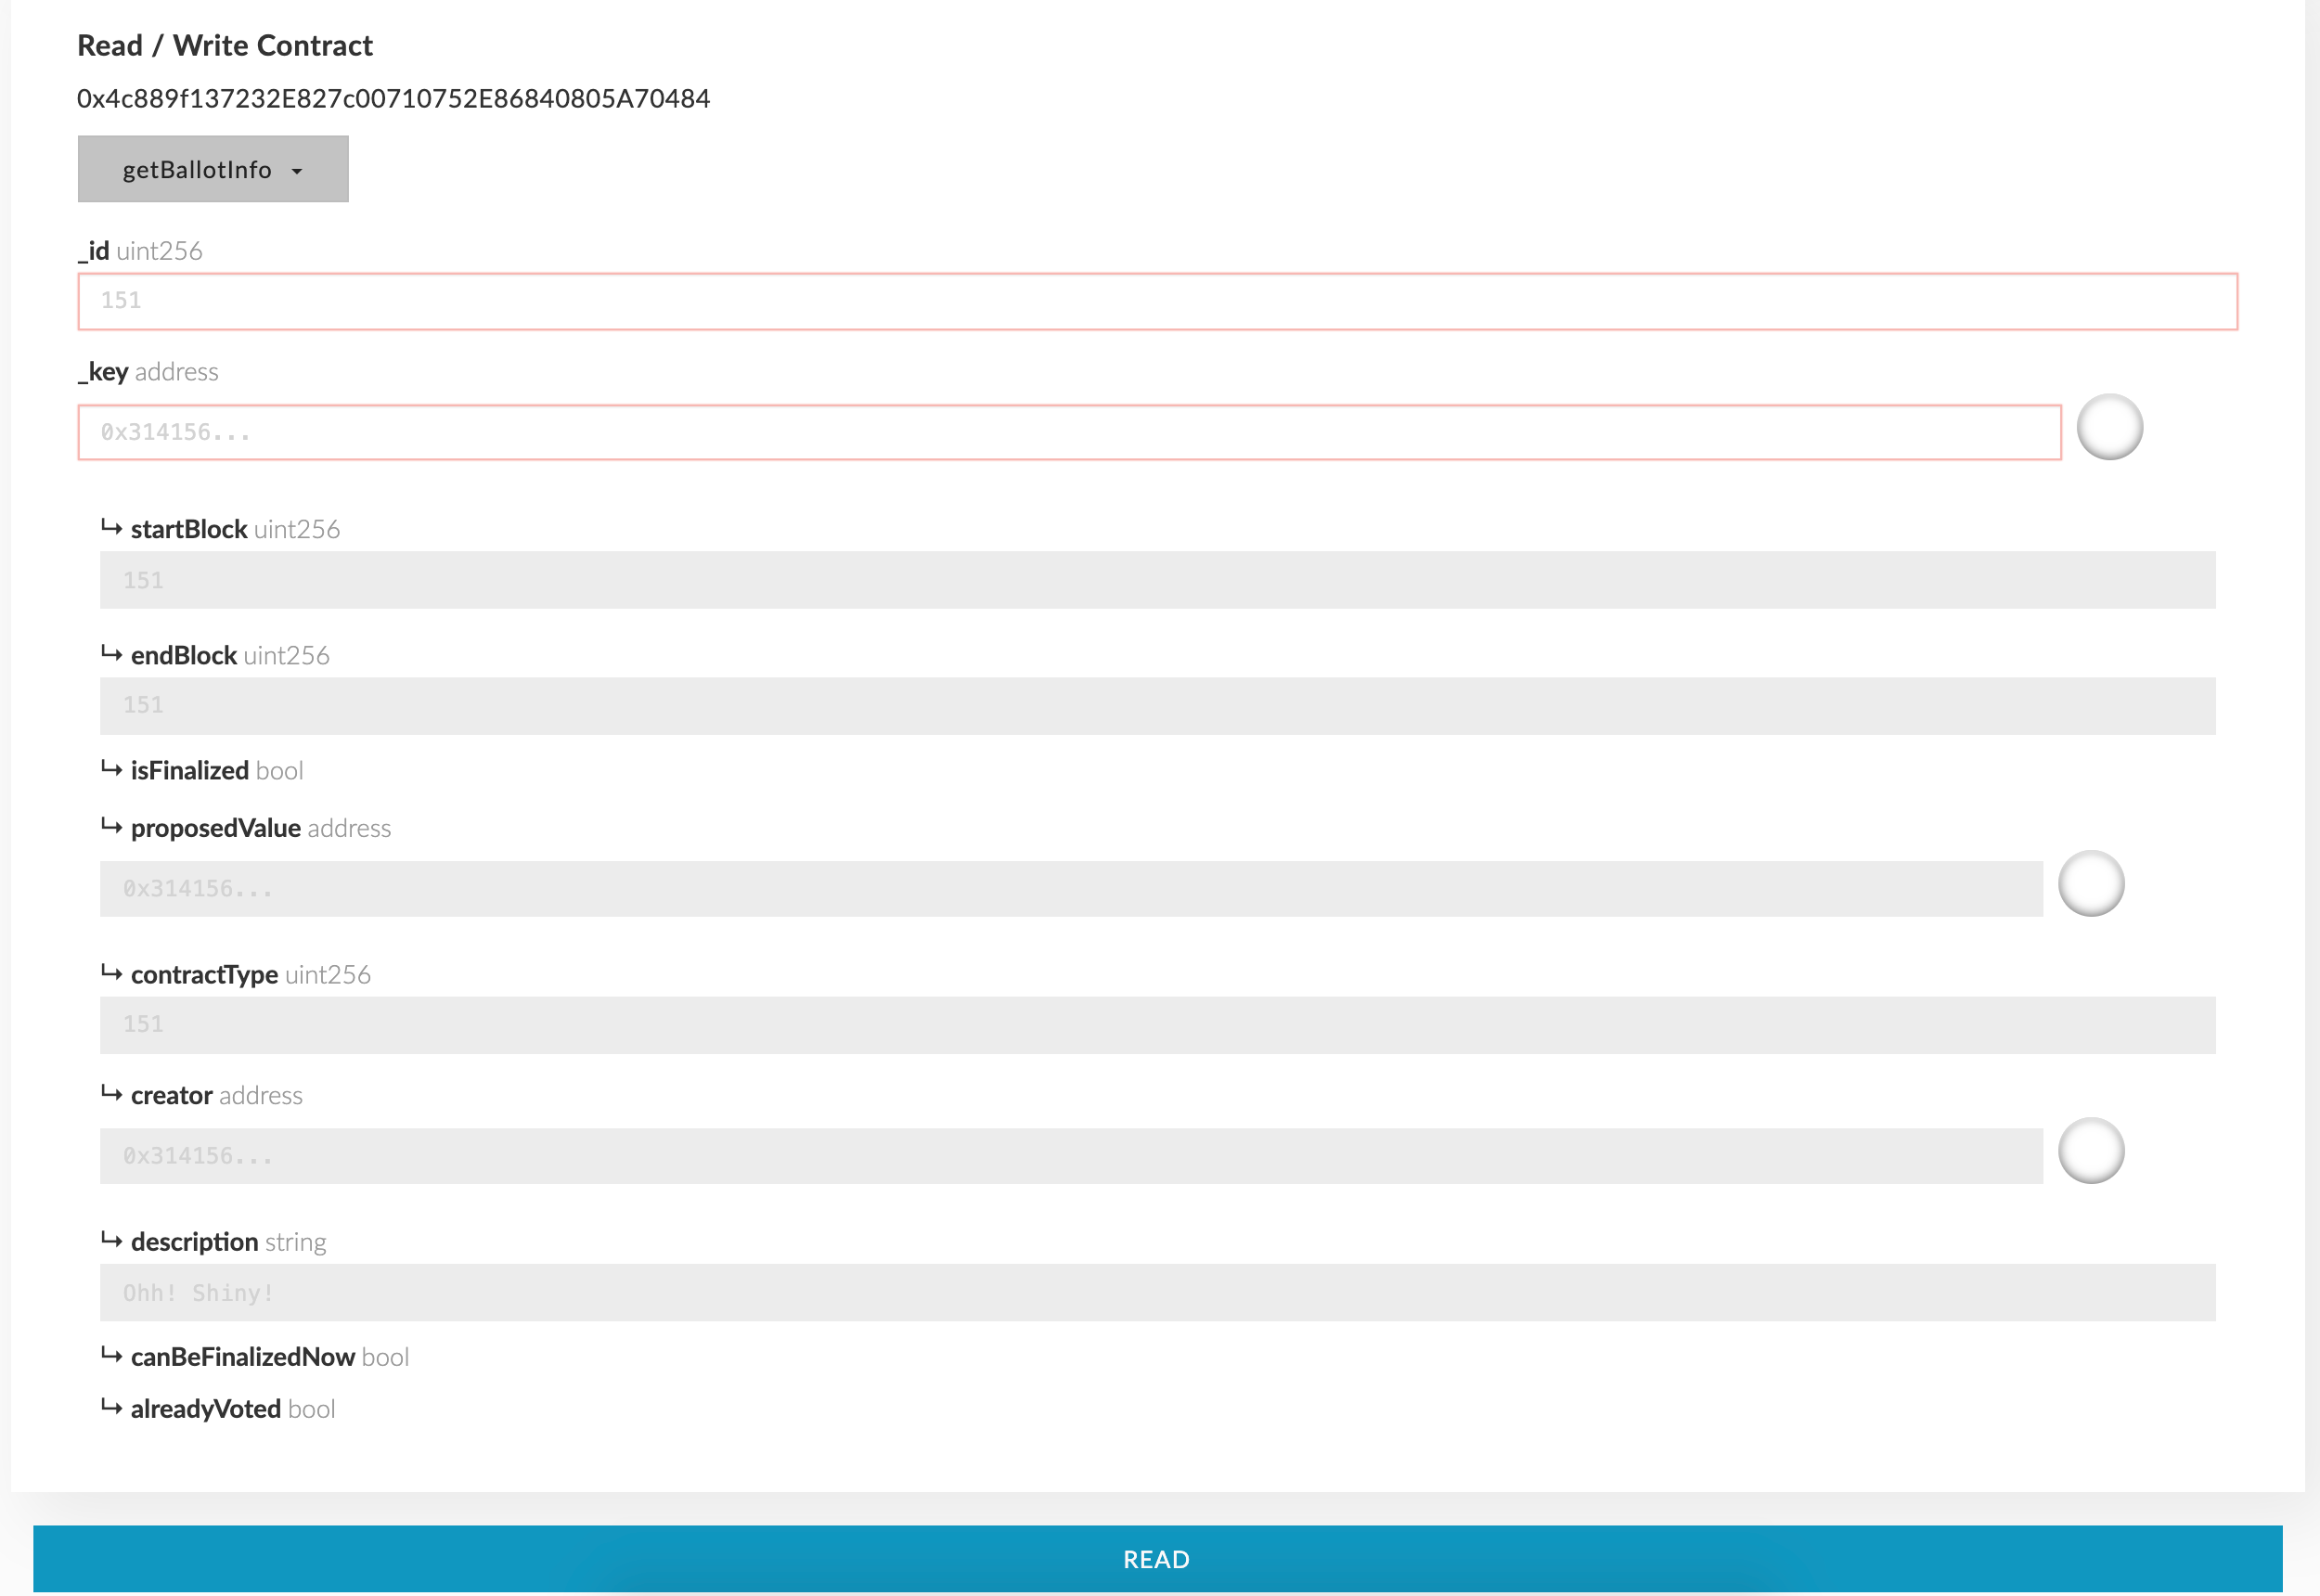 Read / Write Contract
0x4c889f137232E827c00710752E86840805A70484
getBallotInfo
_id uint256
151
_key address
0x314156...
↳ startBlock uint256
151
↳ endBlock uint256
151
↳ isFinalized bool
↳ proposedValue address
0x314156...
↳ contractType uint256
151
↳ creator address
0x314156...
↳ description string
Ohh! Shiny!
↳ canBeFinalizedNow bool
↳ alreadyVoted bool
READ